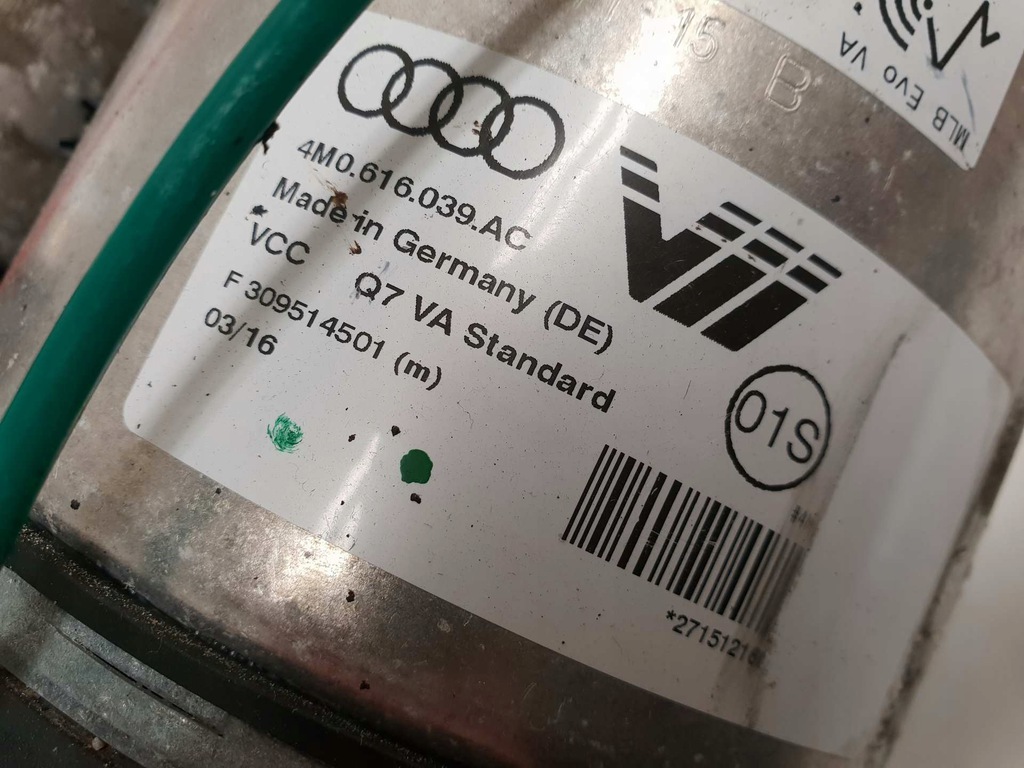 15 B
MLB Evo VA
4M0.616.039.AC
Made in Germany (DE)
VCC Q7 VA Standard
F 309514501 (m)
03/16
01S